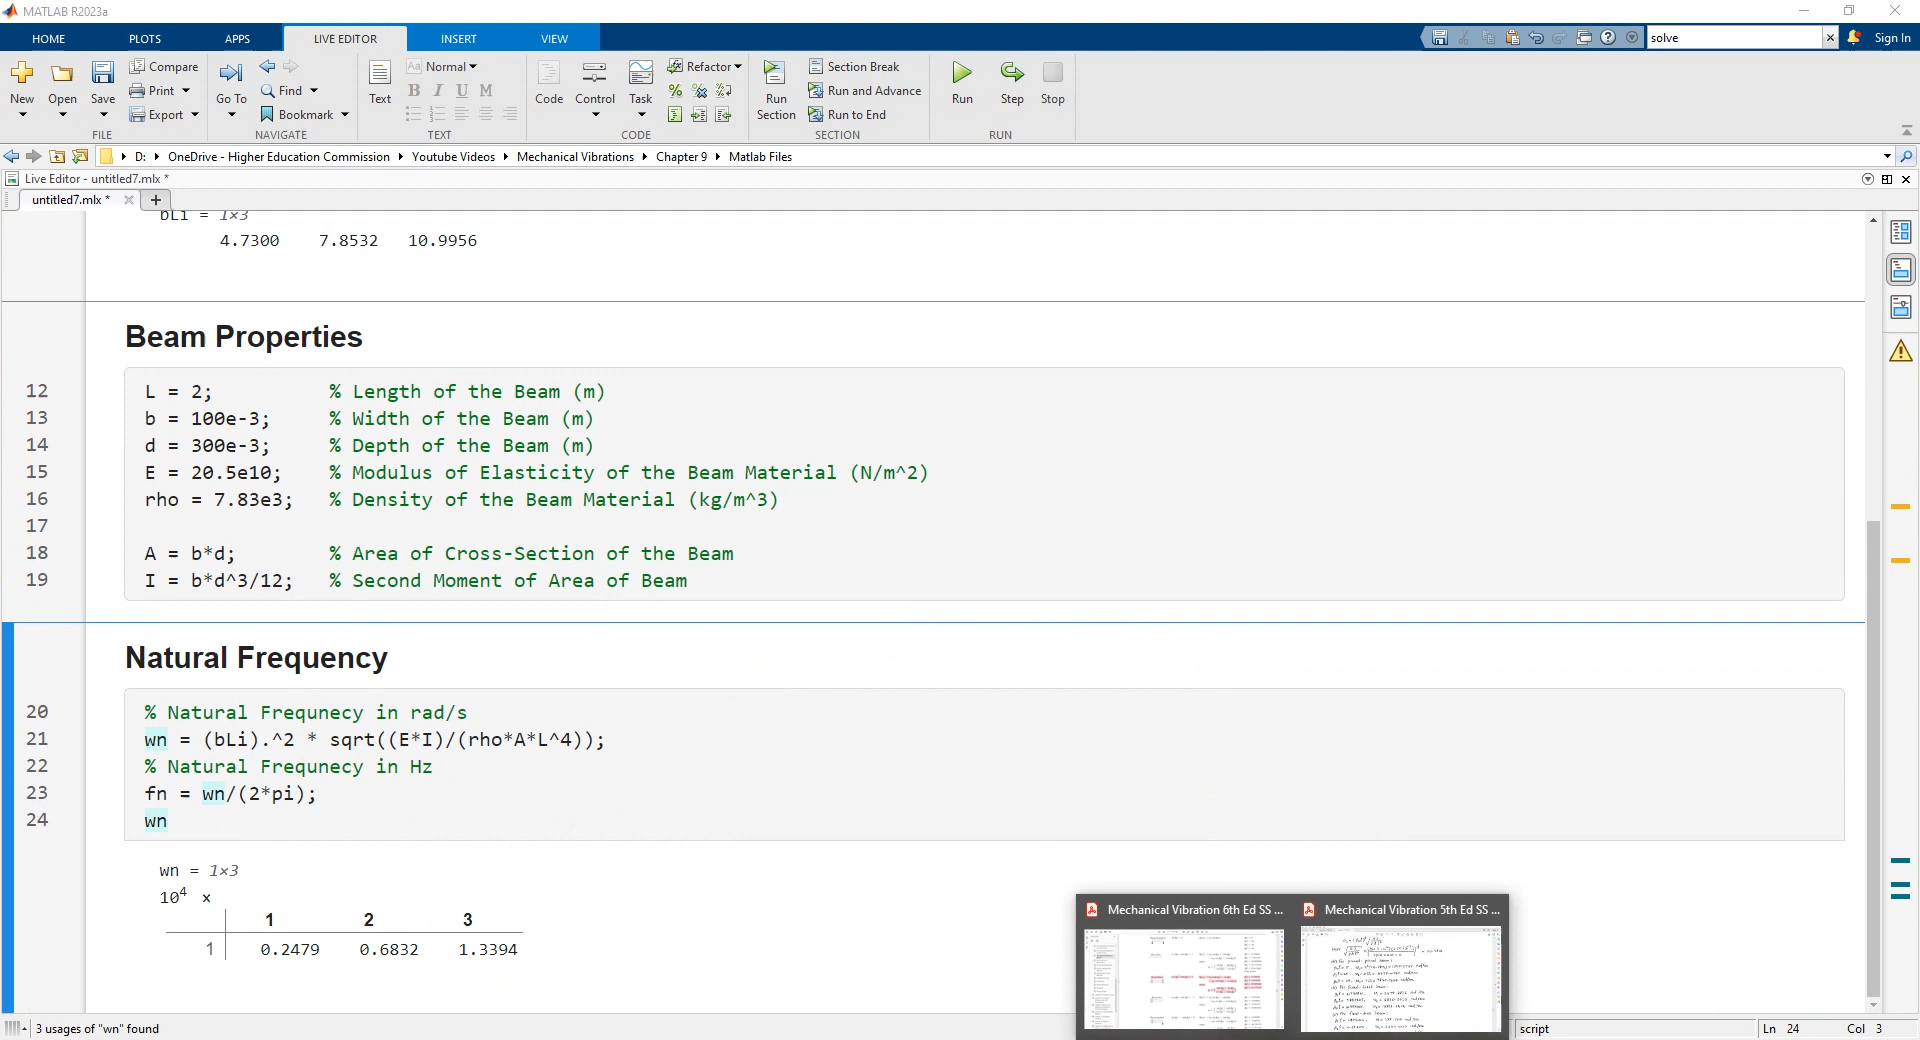 MATLAB R2023a
HOME PLOTS APPS LIVE EDITOR INSERT VIEW
solve
Sign In
New
Open
Save
Compare
Print
Export
FILE
Go To
Find
Bookmark
NAVIGATE
Text
Aa Normal
B I U M
TEXT
Code
Control
Task
Refactor
CODE
Run Section
Section Break
Run and Advance
Run to End
SECTION
Run
Step
Stop
RUN
D: OneDrive - Higher Education Commission Youtube Videos Mechanical Vibrations Chapter 9 Matlab Files
Live Editor - untitled7.mlx *
untitled7.mlx *
bLi = 1×3
4.7300 7.8532 10.9956
Beam Properties
12 L = 2; % Length of the Beam (m)
13 b = 100e-3; % Width of the Beam (m)
14 d = 300e-3; % Depth of the Beam (m)
15 E = 20.5e10; % Modulus of Elasticity of the Beam Material (N/m^2)
16 rho = 7.83e3; % Density of the Beam Material (kg/m^3)
17
18 A = b*d; % Area of Cross-Section of the Beam
19 I = b*d^3/12; % Second Moment of Area of Beam
Natural Frequency
20 % Natural Frequnecy in rad/s
21 wn = (bLi).^2 * sqrt((E*I)/(rho*A*L^4));
22 % Natural Frequnecy in Hz
23 fn = wn/(2*pi);
24 wn
wn = 1×3
10^4 ×
1 2 3
1 0.2479 0.6832 1.3394
Mechanical Vibration 6th Ed SS ...
Mechanical Vibration 5th Ed SS ...
3 usages of "wn" found
script
Ln 24 Col 3